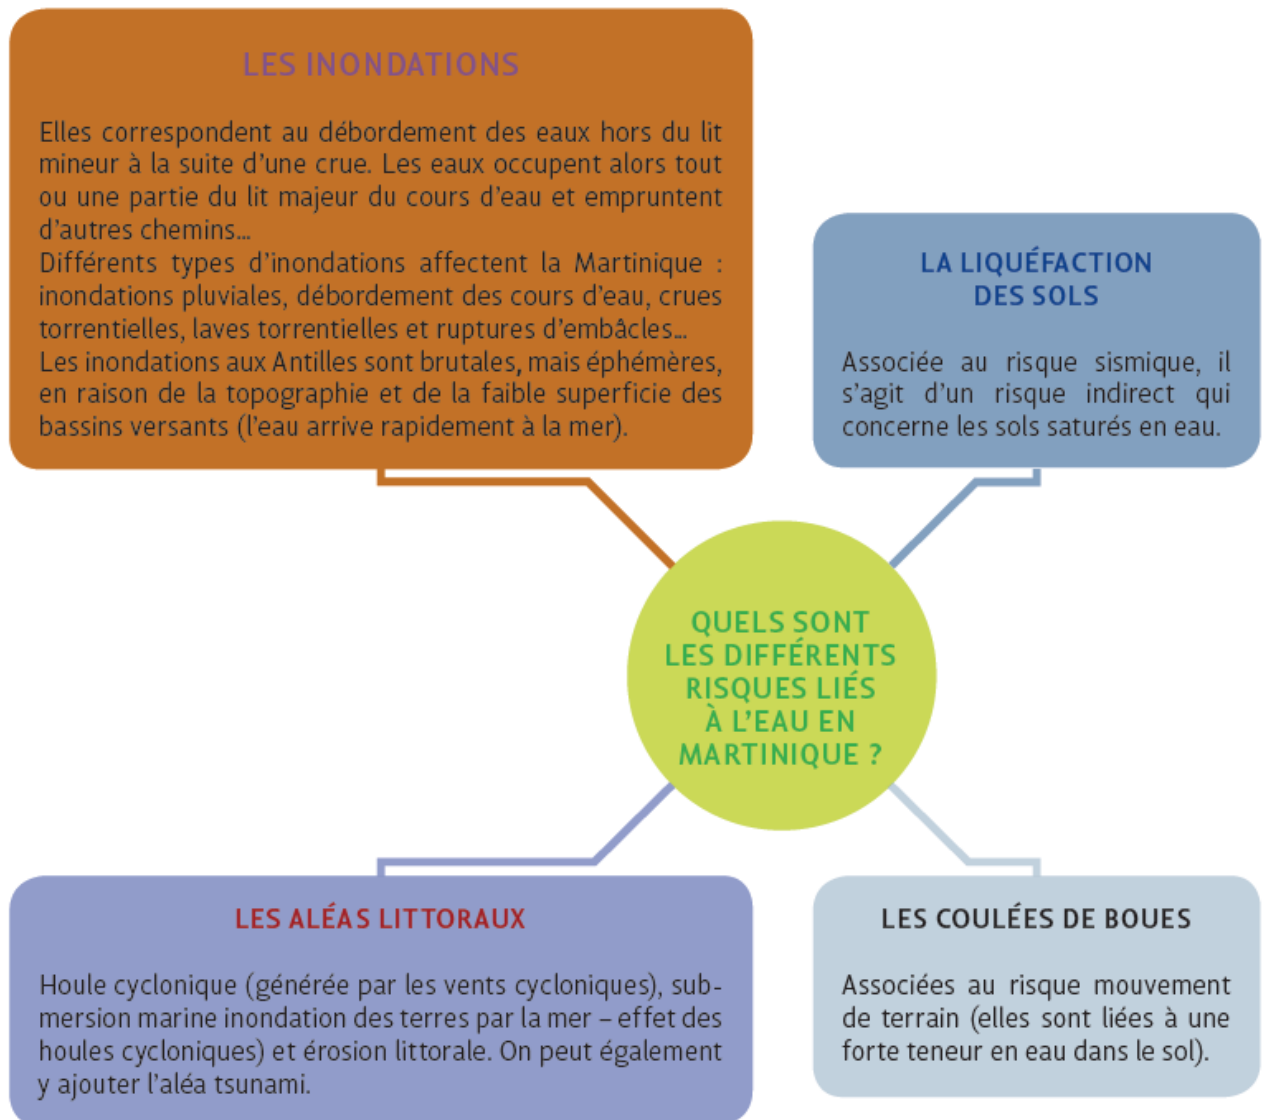 LES INONDATIONS
Elles correspondent au débordement des eaux hors du lit
mineur à la suite d’une crue. Les eaux occupent alors tout
ou une partie du lit majeur du cours d’eau et empruntent
d’autres chemins…
Différents types d’inondations affectent la Martinique :
inondations pluviales, débordement des cours d’eau, crues
torrentielles, laves torrentielles et ruptures d’embâcles…
Les inondations aux Antilles sont brutales, mais éphémères,
en raison de la topographie et de la faible superficie des
bassins versants (l’eau arrive rapidement à la mer).
LA LIQUÉFACTION
DES SOLS
Associée au risque sismique, il
s’agit d’un risque indirect qui
concerne les sols saturés en eau.
QUELS SONT
LES DIFFÉRENTS
RISQUES LIÉS
À L’EAU EN
MARTINIQUE ?
LES ALÉAS LITTORAUX
Houle cyclonique (générée par les vents cycloniques), sub-
mersion marine inondation des terres par la mer – effet des
houles cycloniques) et érosion littorale. On peut également
y ajouter l’aléa tsunami.
LES COULÉES DE BOUES
Associées au risque mouvement
de terrain (elles sont liées à une
forte teneur en eau dans le sol).